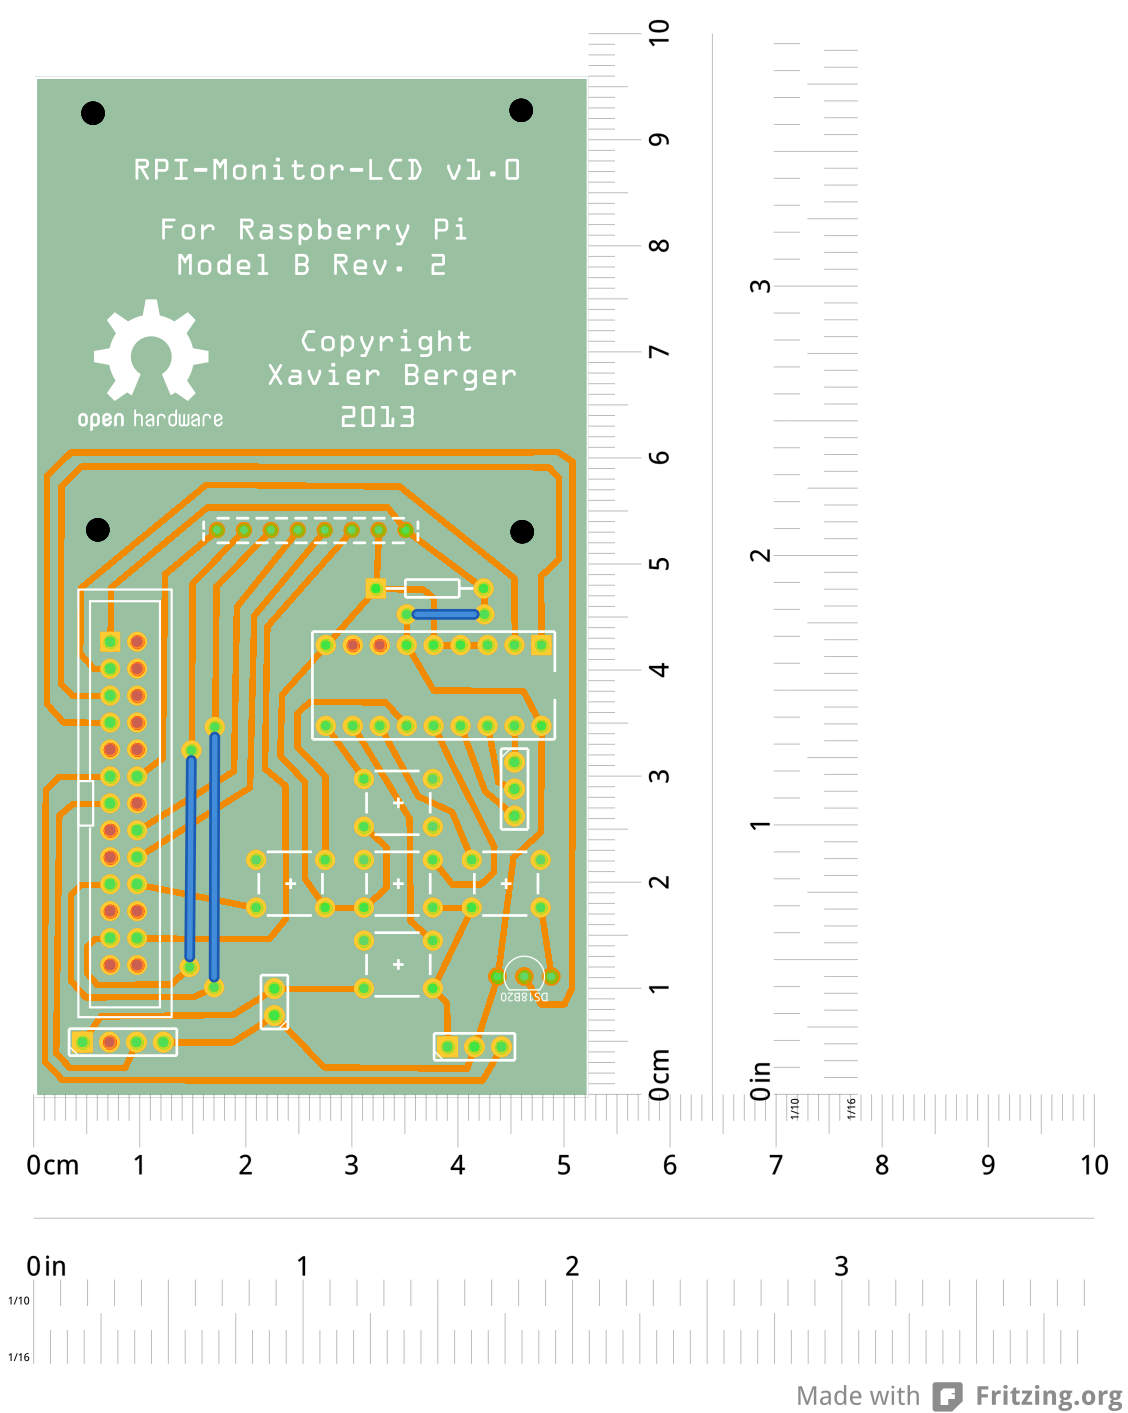 RPI-Monitor-LCD v1.0
For Raspberry Pi
Model B Rev. 2
Copyright
Xavier Berger
2013
open hardware
DS18B20
10
9
8
7
6
5
4
3
2
1
0cm
3
2
1
0in
1/10
1/16
0cm 1 2 3 4 5 6 7 8 9 10
0in 1 2 3
1/10
1/16
Made with Fritzing.org